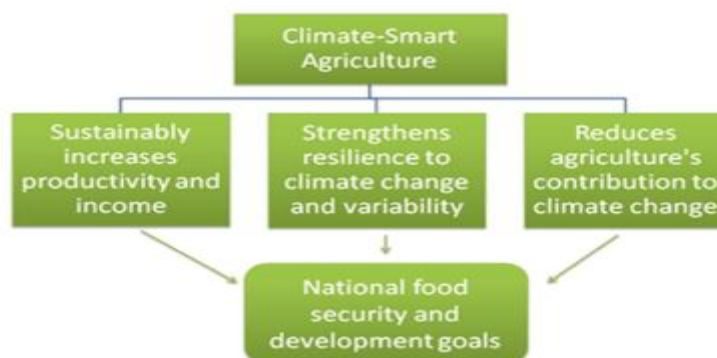 Climate-Smart
Agriculture
Sustainably
increases
productivity and
income
Strengthens
resilience to
climate change
and variability
Reduces
agriculture's
contribution to
climate change
National food
security and
development goals